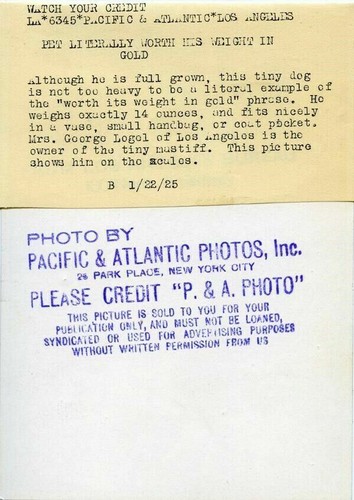 WATCH YOUR CREDIT
LA*6345*PACIFIC & ATLANTIC*LOS ANGELES
PET LITERALLY WORTH HIS WEIGHT IN
GOLD
Although he is full grown, this tiny dog
is not too heavy to be a literal example of
the "worth its weight in gold" phrase. He
weighs exactly 14 ounces, and fits nicely
in a vase, small handbag, or coat pocket.
Mrs. George Logel of Los Angeles is the
owner of the tiny mastiff. This picture
shows him on the scales.
B 1/22/25
PHOTO BY
PACIFIC & ATLANTIC PHOTOS, Inc.
25 PARK PLACE, NEW YORK CITY
PLEASE CREDIT "P. & A. PHOTO"
THIS PICTURE IS SOLD TO YOU FOR YOUR
PUBLICATION ONLY, AND MUST NOT BE LOANED,
SYNDICATED OR USED FOR ADVERTISING PURPOSES
WITHOUT WRITTEN PERMISSION FROM US